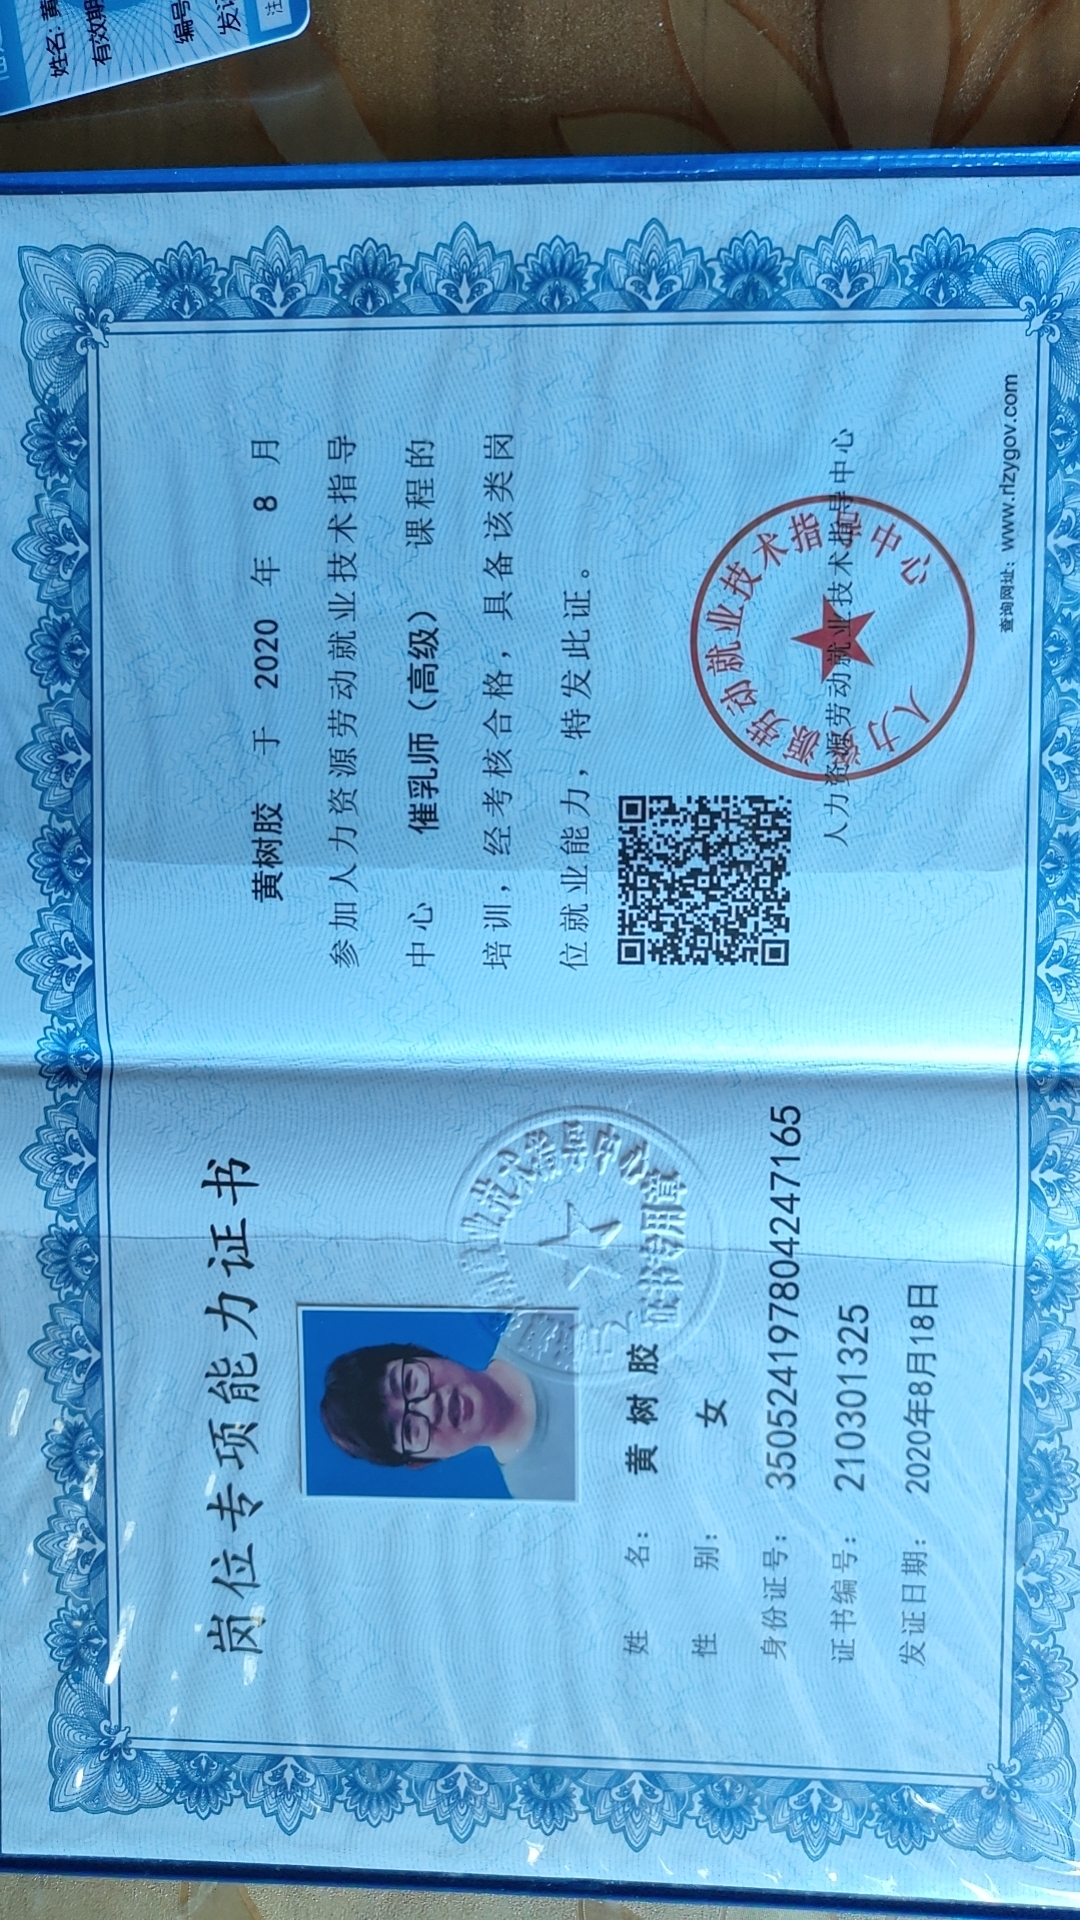 岗位专项能力证书
证书专用章
姓 名: 黄树胶
性 别: 女
身份证号: 350524197804247165
证书编号: 210301325
发证日期: 2020年8月18日
黄树胶 于 2020 年 8 月
参加人力资源劳动就业技术指导
中心 催乳师（高级） 课程的
培训，经考核合格，具备该类岗
位就业能力，特发此证。
人力资源劳动就业技术指导中心
人力资源劳动就业技术指导中心
查询网址: www.rlzygov.com
姓名: 黄
有效期
编号
发证
注